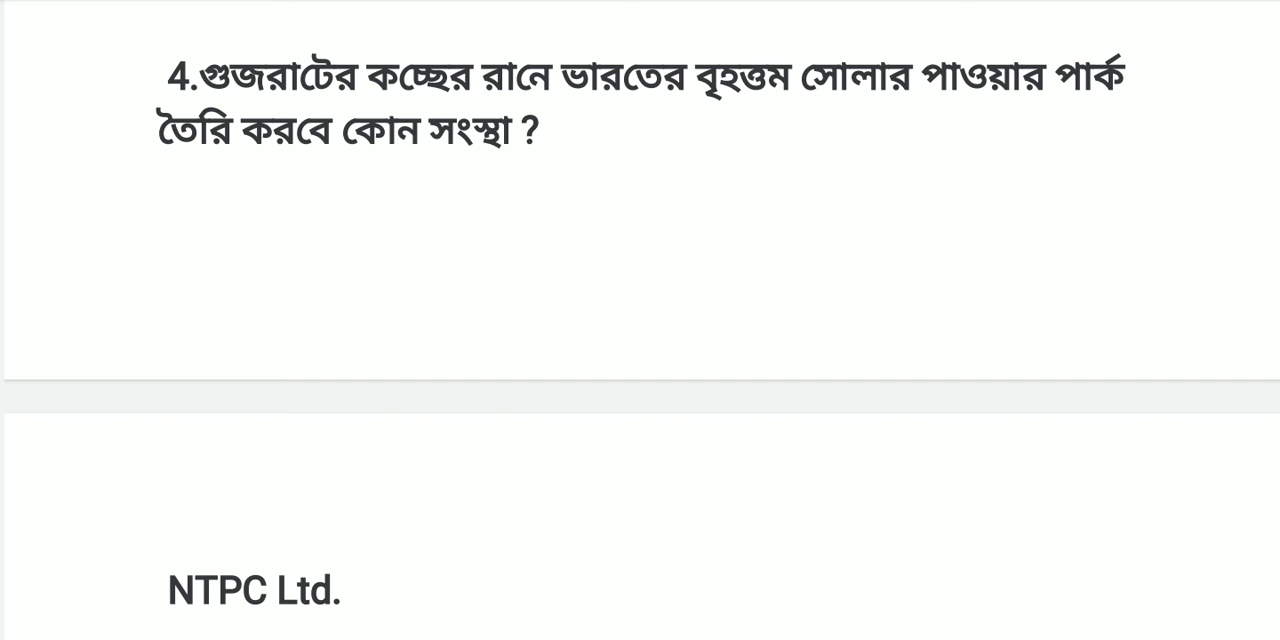 4.গুজরাটের কচ্ছের রানে ভারতের বৃহত্তম সোলার পাওয়ার পার্ক
তৈরি করবে কোন সংস্থা ?
NTPC Ltd.